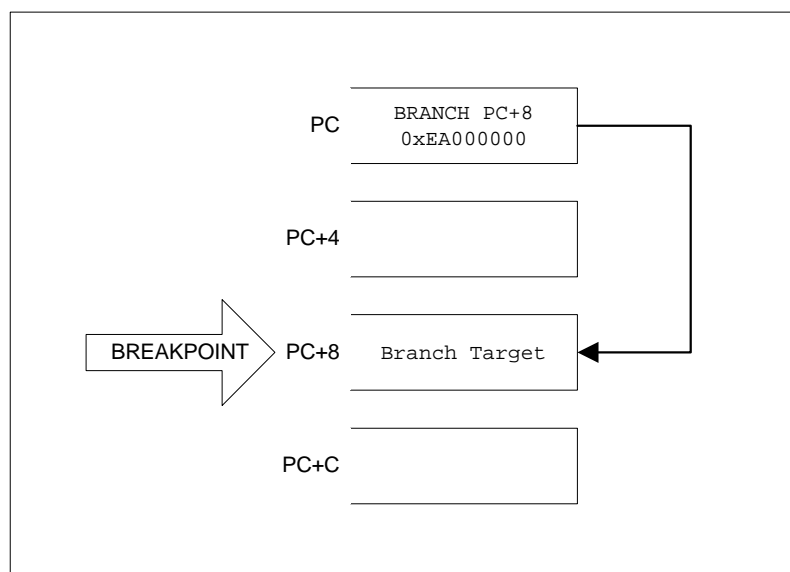 PC
BRANCH PC+8
0xEA000000
PC+4
BREAKPOINT
PC+8
Branch Target
PC+C